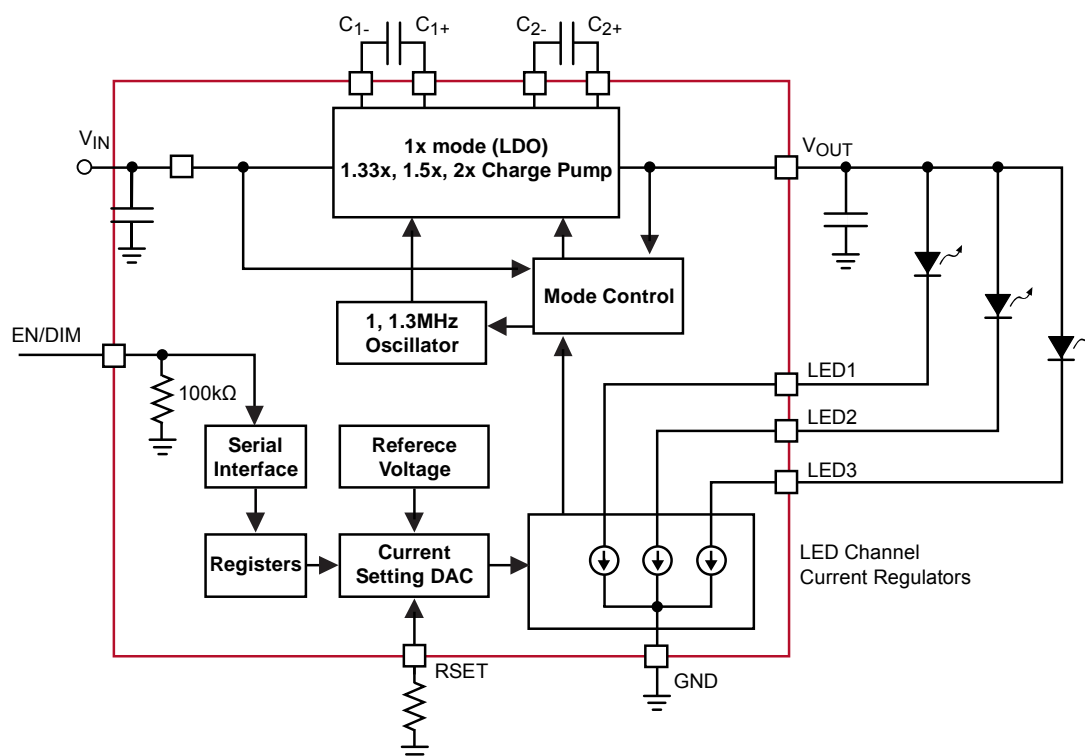 C1- C1+ C2- C2+
VIN
1x mode (LDO)
1.33x, 1.5x, 2x Charge Pump
VOUT
Mode Control
1, 1.3MHz
Oscillator
EN/DIM
100kΩ
LED1
LED2
LED3
Serial
Interface
Referece
Voltage
Registers
Current
Setting DAC
LED Channel
Current Regulators
RSET
GND